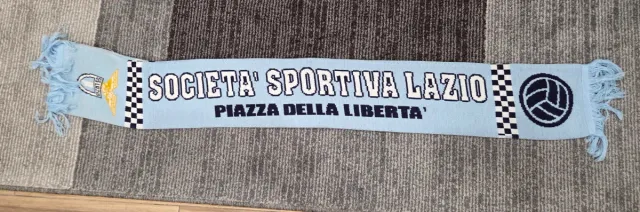 SOCIETA' SPORTIVA LAZIO
PIAZZA DELLA LIBERTA'